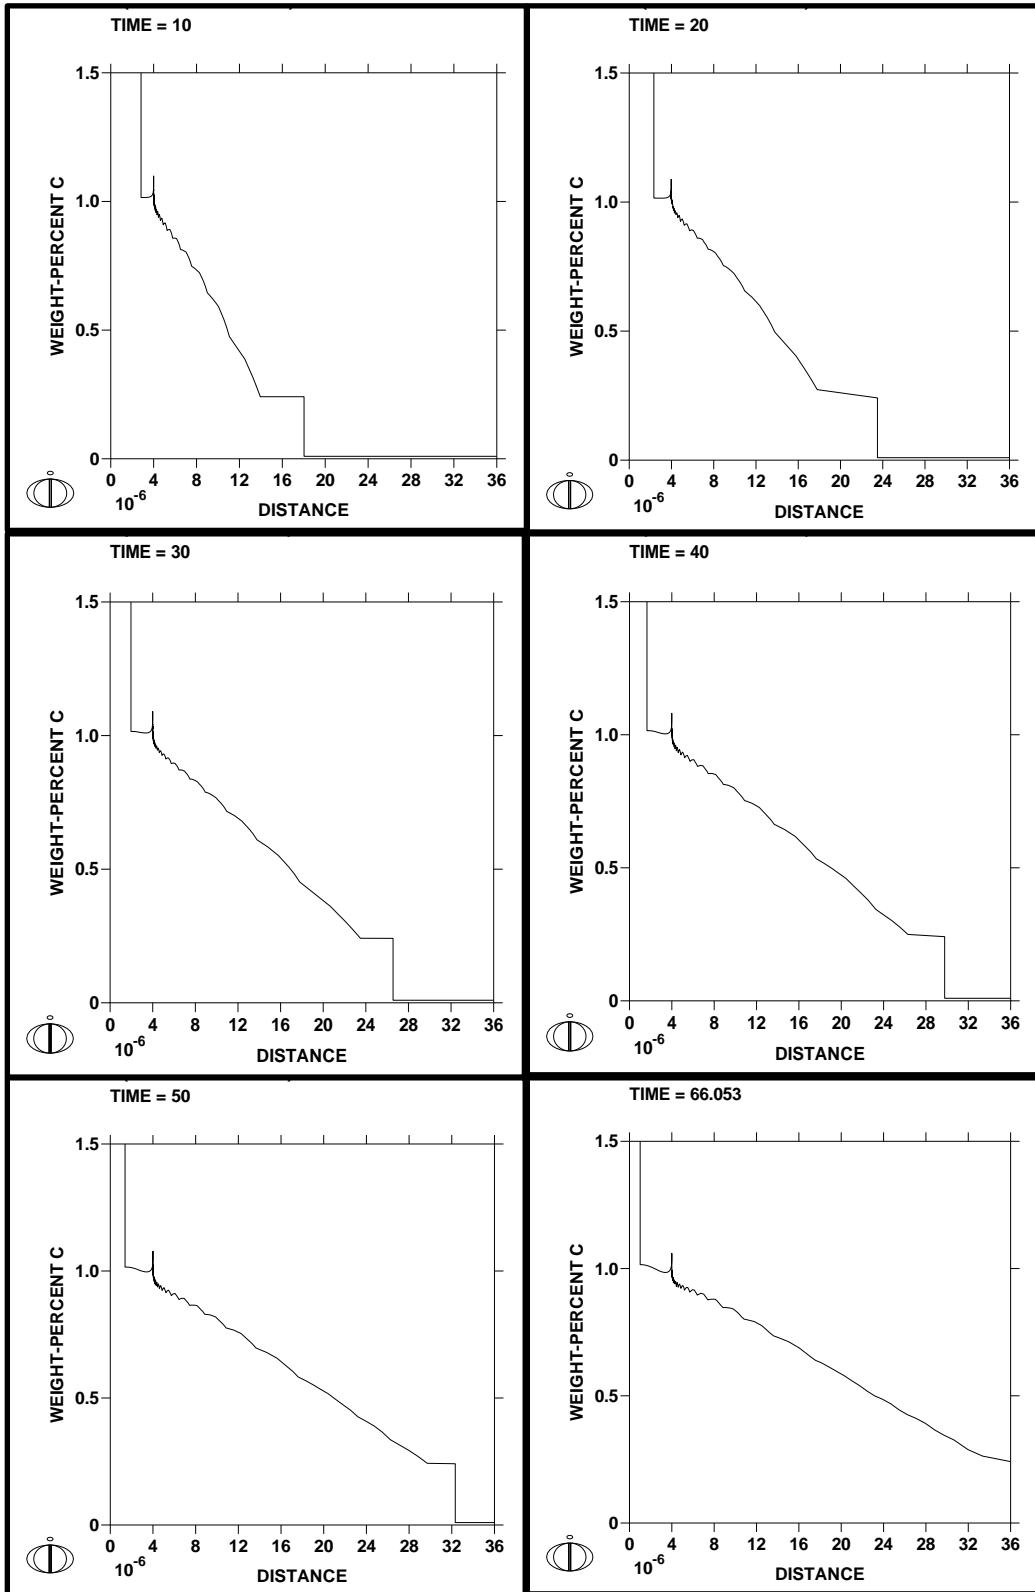 TIME = 10
1.5
1.0
0.5
0
WEIGHT-PERCENT C
0 4 8 12 16 20 24 28 32 36
10-6
DISTANCE
TIME = 20
1.5
1.0
0.5
0
WEIGHT-PERCENT C
0 4 8 12 16 20 24 28 32 36
10-6
DISTANCE
TIME = 30
1.5
1.0
0.5
0
WEIGHT-PERCENT C
0 4 8 12 16 20 24 28 32 36
10-6
DISTANCE
TIME = 40
1.5
1.0
0.5
0
WEIGHT-PERCENT C
0 4 8 12 16 20 24 28 32 36
10-6
DISTANCE
TIME = 50
1.5
1.0
0.5
0
WEIGHT-PERCENT C
0 4 8 12 16 20 24 28 32 36
10-6
DISTANCE
TIME = 66.053
1.5
1.0
0.5
0
WEIGHT-PERCENT C
0 4 8 12 16 20 24 28 32 36
10-6
DISTANCE